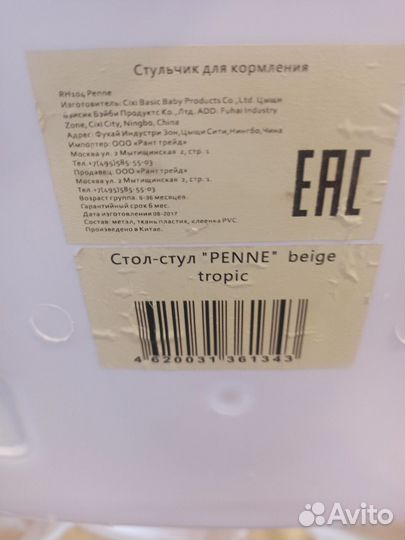 Стульчик для кормления
RH104 Penne
Изготовитель: Cixi Basic Baby Products Co., Ltd. Цыщи
Бэйсик Бэйби Продуктс Ко., Лтд. ADD: Fuhai Industry
Zone, Cixi City, Ningbo, China
Адрес: Фухай Индустри Зон, Цыщи Сити, Нингбо, Чина
Импортер: ООО «Рант трейд»
Москва ул. 2 Мытищинская 2, стр. 1
Тел.+7(495)585-55-03
Продавец: ООО «Рант трейд»
Москва ул. 2 Мытищинская 2, стр. 1
Тел.+7(495)585-55-03
Возраст группа. 6-36 месяцев.
Гарантийный срок 6 мес.
Дата изготовления 08-2017
Состав: метал, ткань пластик, клеенка PVC.
Произведено в Китае.
EAC
Стол-стул "PENNE" beige
tropic
4 620031 361343
Avito